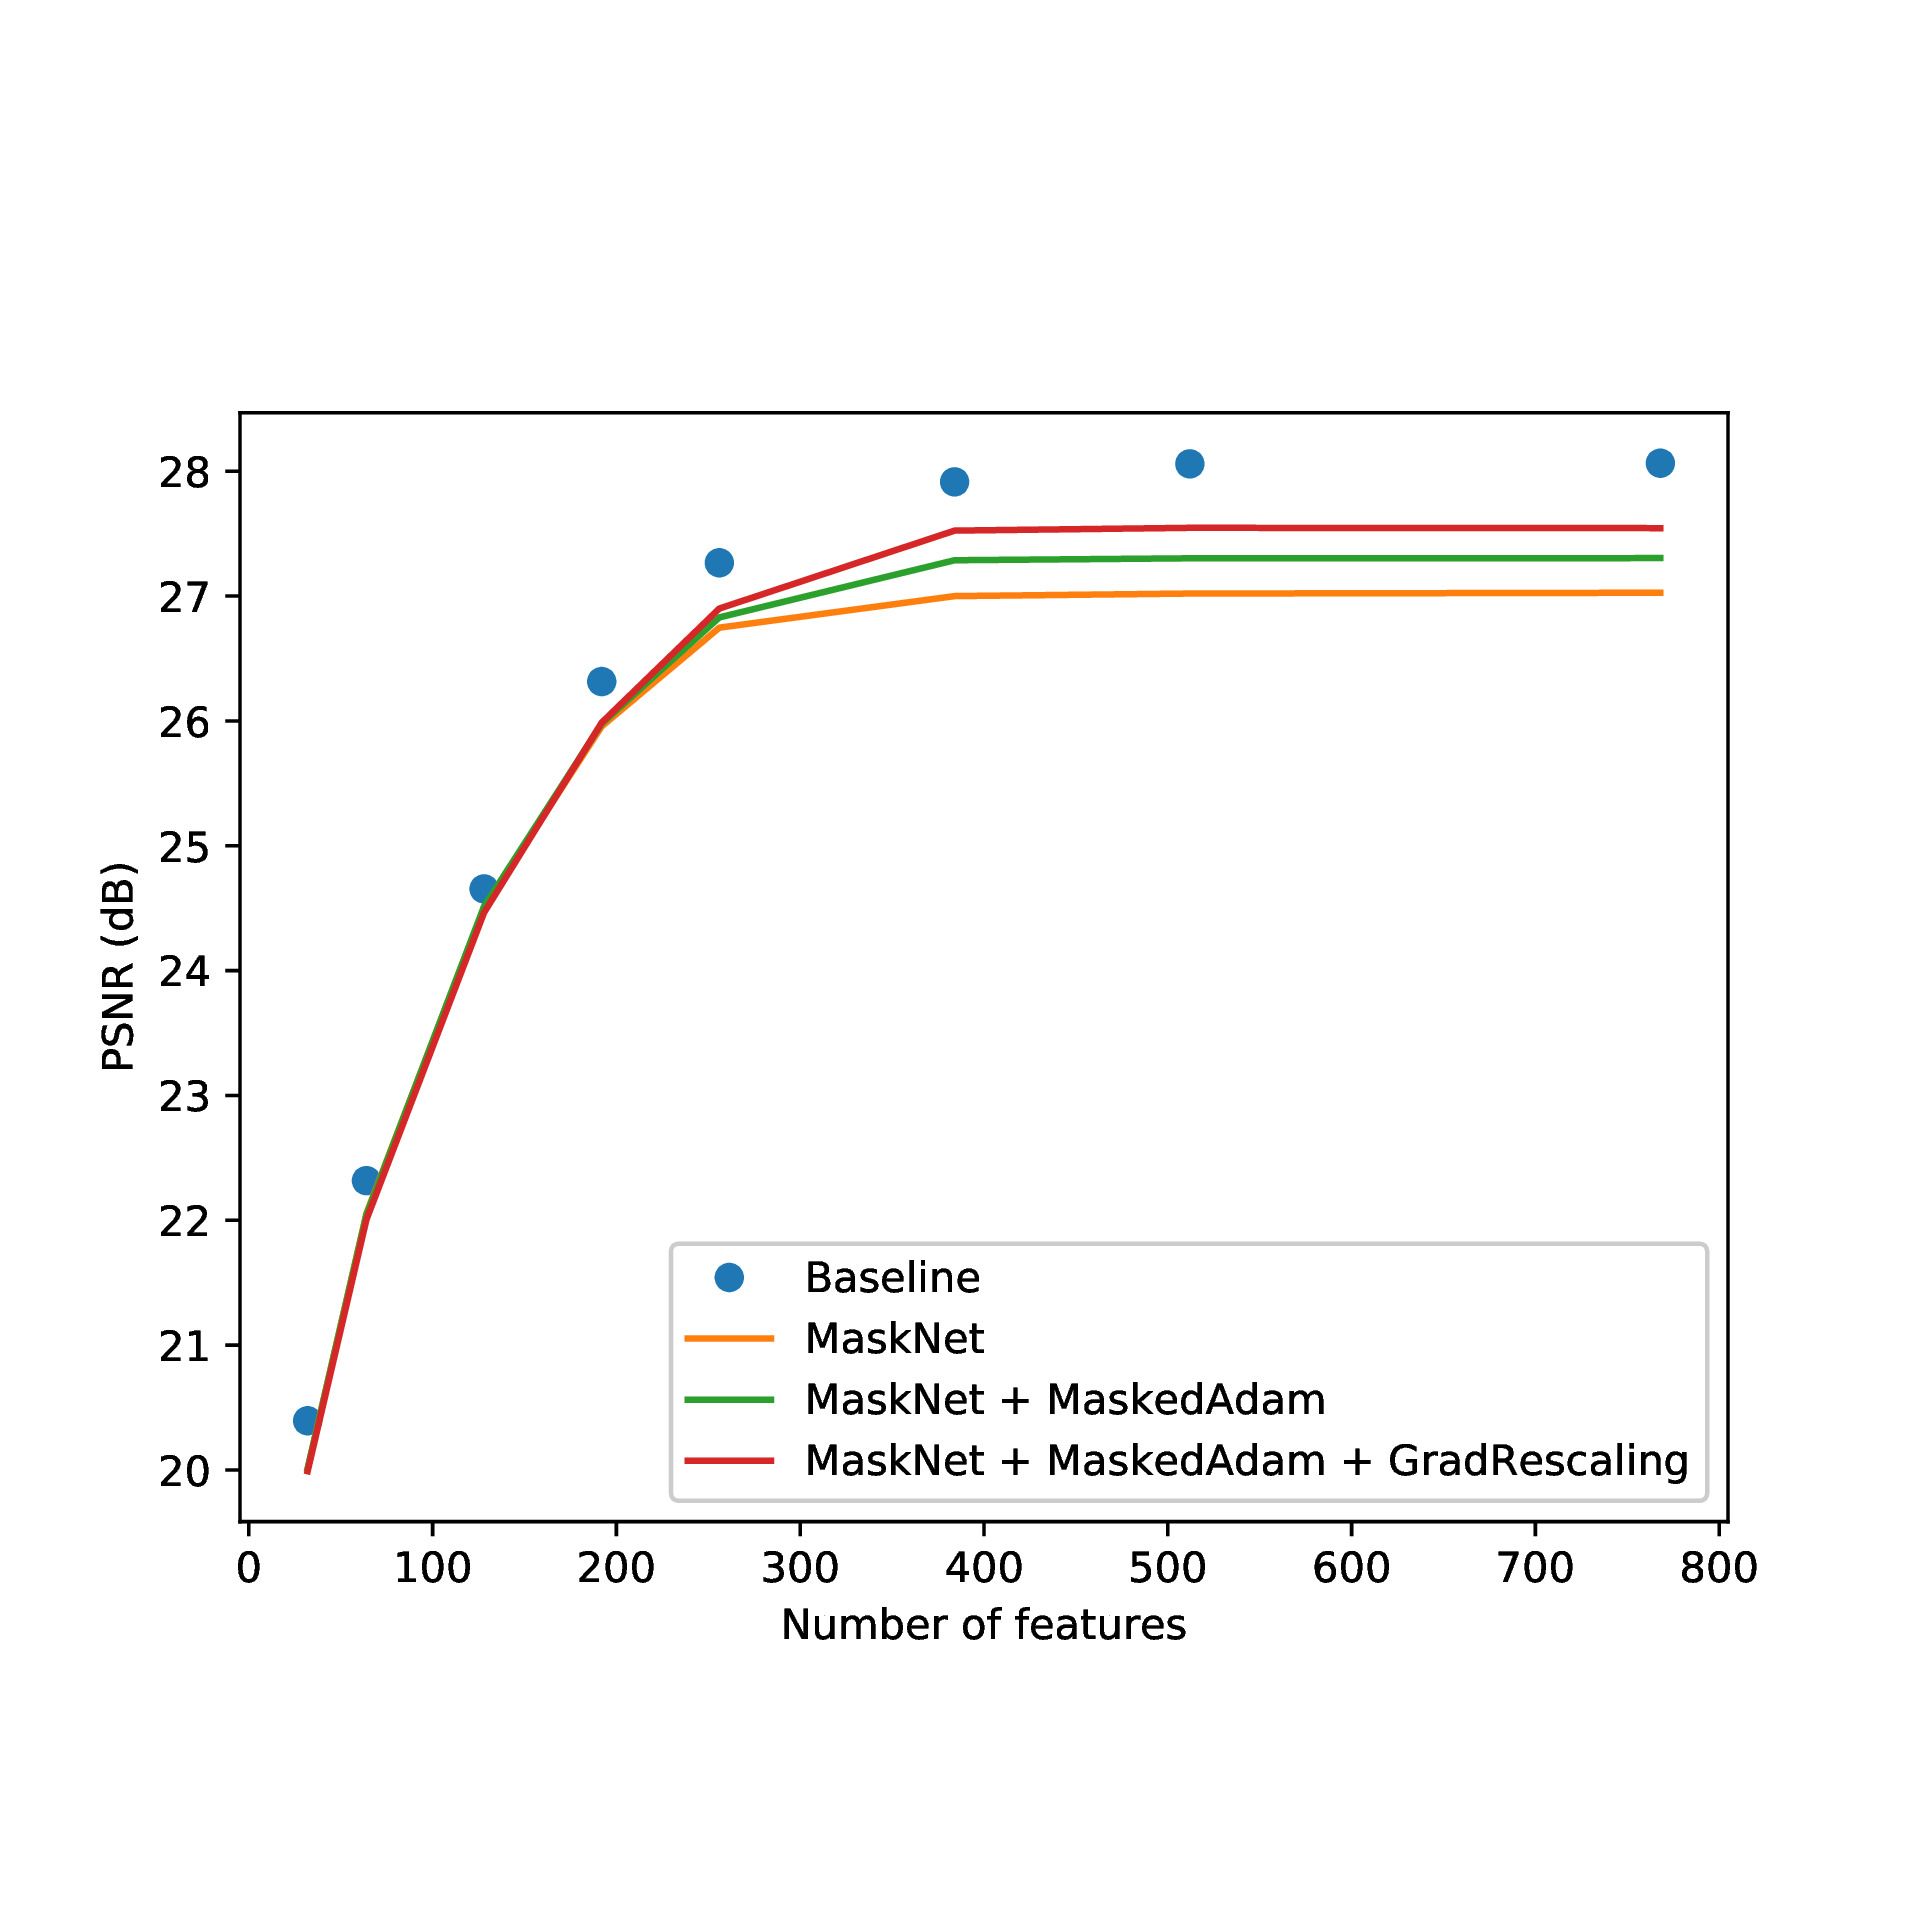 28
27
26
25
24
23
22
21
20
PSNR (dB)
Baseline
MaskNet
MaskNet + MaskedAdam
MaskNet + MaskedAdam + GradRescaling
0 100 200 300 400 500 600 700 800
Number of features